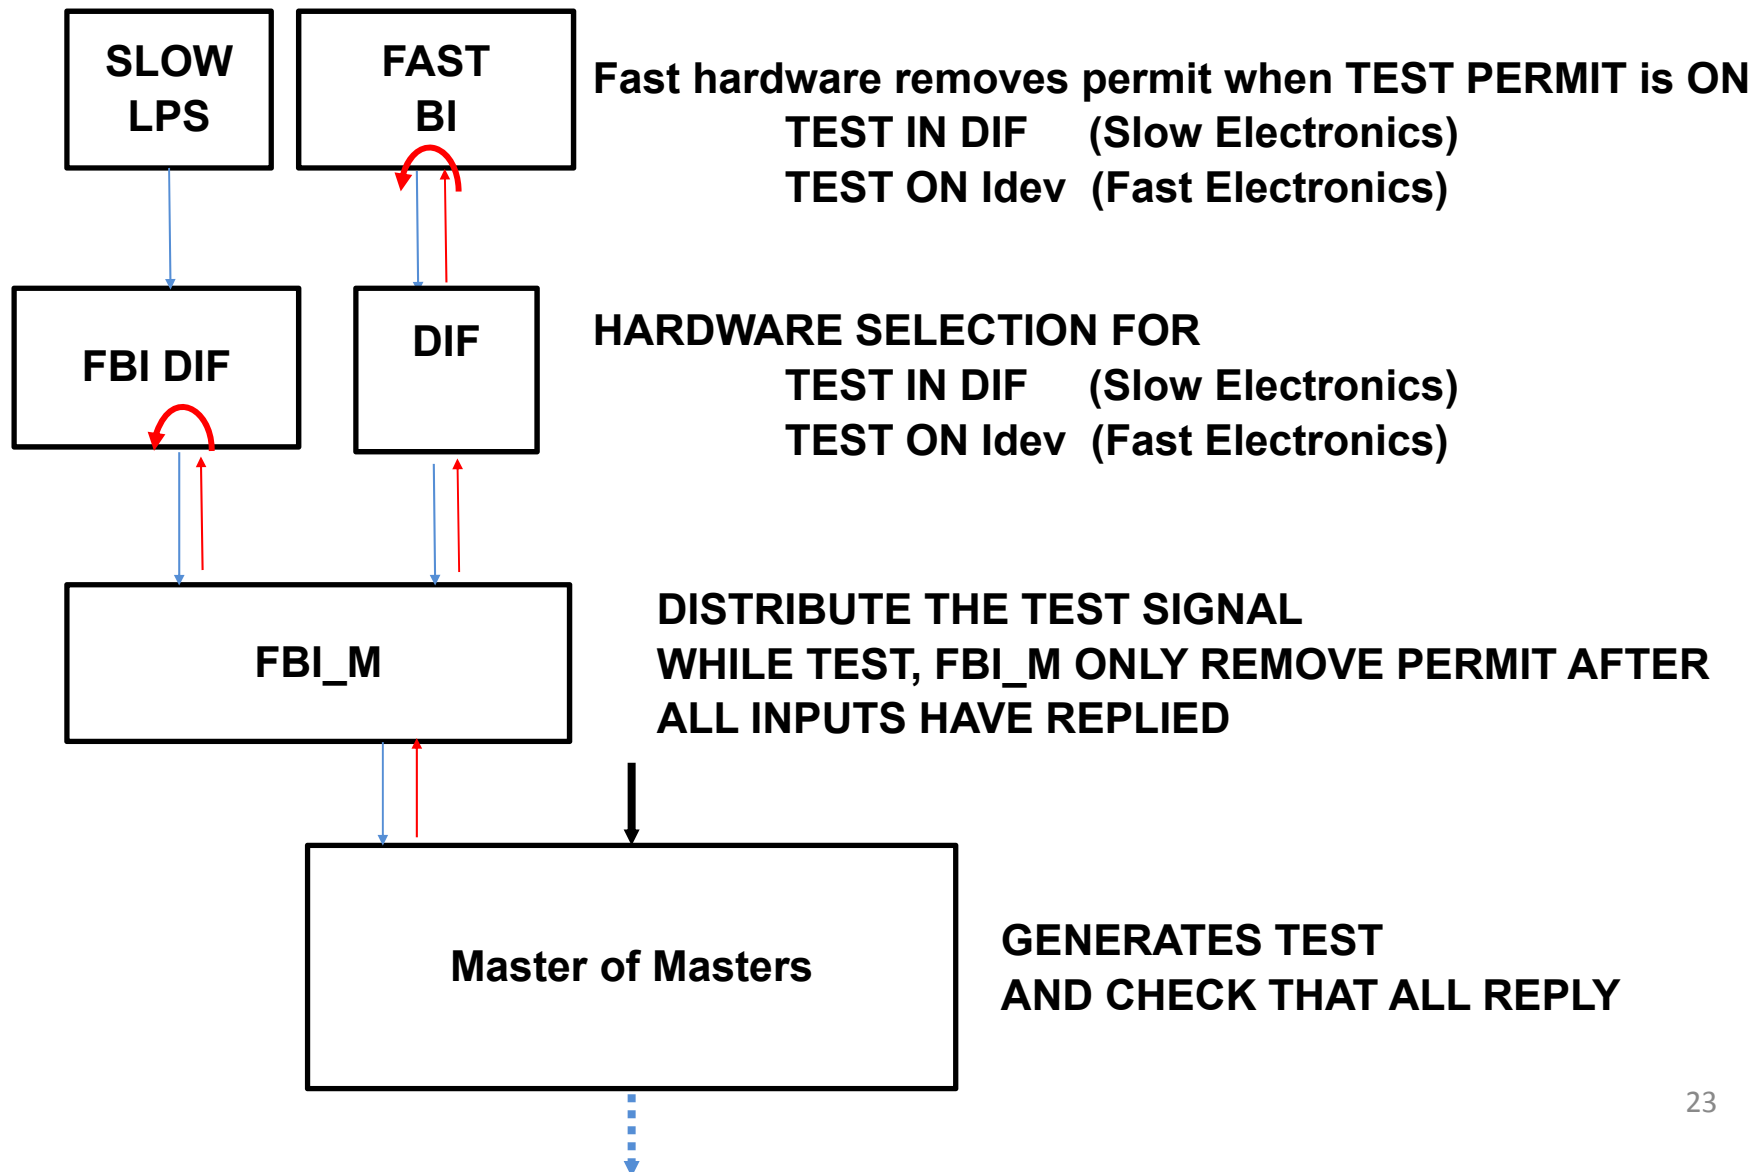 SLOW
LPS
FAST
BI
Fast hardware removes permit when TEST PERMIT is ON
TEST IN DIF (Slow Electronics)
TEST ON Idev (Fast Electronics)
FBI DIF
DIF
HARDWARE SELECTION FOR
TEST IN DIF (Slow Electronics)
TEST ON Idev (Fast Electronics)
FBI_M
DISTRIBUTE THE TEST SIGNAL
WHILE TEST, FBI_M ONLY REMOVE PERMIT AFTER
ALL INPUTS HAVE REPLIED
Master of Masters
GENERATES TEST
AND CHECK THAT ALL REPLY
23